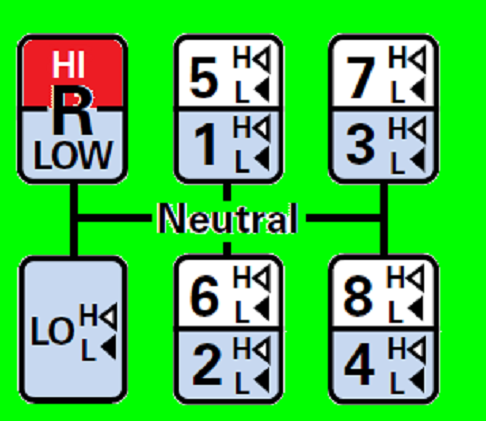 HI
R
LOW
5 H L
1 H L
7 H L
3 H L
Neutral
LO H L
6 H L
2 H L
8 H L
4 H L